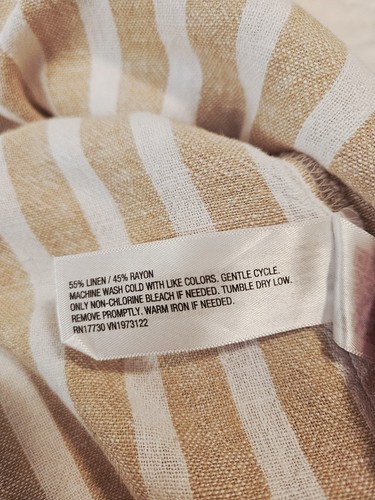 55% LINEN / 45% RAYON
MACHINE WASH COLD WITH LIKE COLORS. GENTLE CYCLE.
ONLY NON-CHLORINE BLEACH IF NEEDED. TUMBLE DRY LOW.
REMOVE PROMPTLY. WARM IRON IF NEEDED.
RN17730 VN1973122